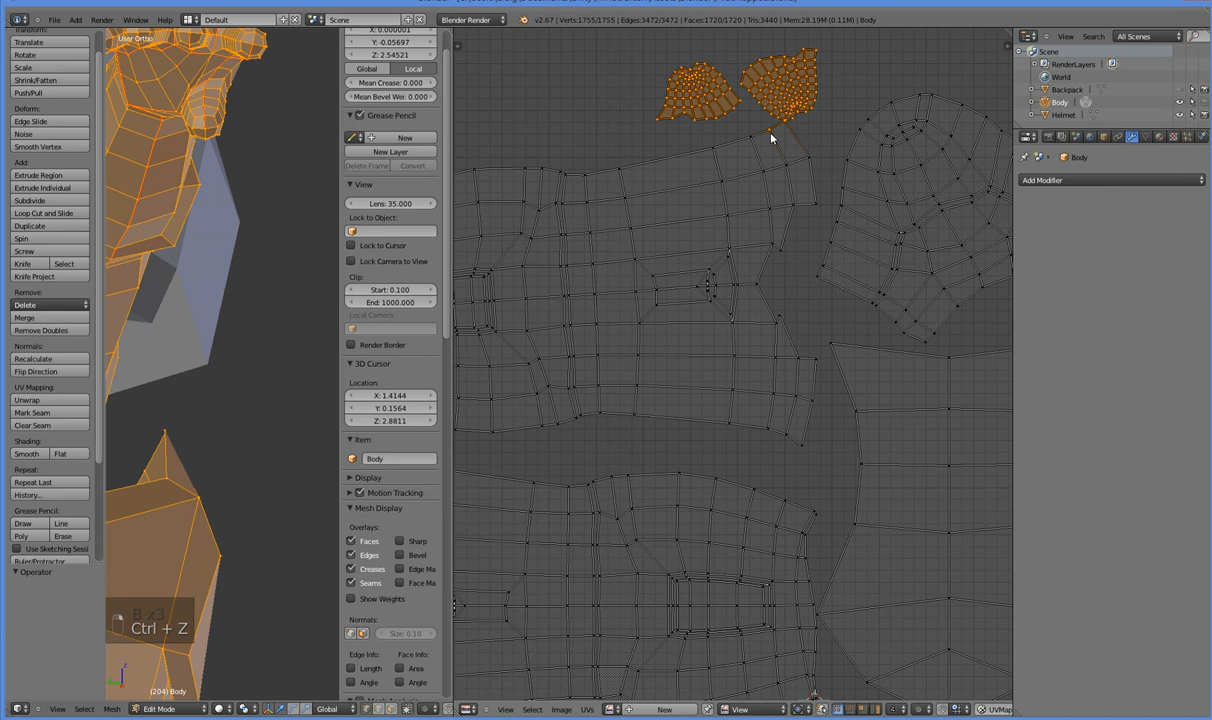 File Add Render Window Help
Default
Scene
Blender Render
v2.67 | Verts:1755/1755 | Edges:3472/3472 | Faces:1720/1720 | Tris:3440 | Mem:28.19M (0.11M) | Body
User Ortho
Transform:
Translate
Rotate
Scale
Shrink/Fatten
Push/Pull
Deform:
Edge Slide
Noise
Smooth Vertex
Add:
Extrude Region
Extrude Individual
Subdivide
Loop Cut and Slide
Duplicate
Spin
Screw
Knife Select
Knife Project
Remove:
Delete
Merge
Remove Doubles
Normals:
Recalculate
Flip Direction
UV Mapping:
Unwrap
Mark Seam
Clear Seam
Shading:
Smooth Flat
Repeat:
Repeat Last
History...
Grease Pencil:
Draw Line
Poly Erase
Use Sketching Sessi
Ruler/Protractor
Operator
B x3
Ctrl + Z
(204) Body
X: 0.000001
Y: -0.05697
Z: 2.54521
Global Local
Mean Crease: 0.000
Mean Bevel Wei: 0.000
Grease Pencil
New
New Layer
Delete Frame Convert
View
Lens: 35.000
Lock to Object:
Lock to Cursor
Lock Camera to View
Clip:
Start: 0.100
End: 1000.000
Local Camera
Render Border
3D Cursor
Location:
X: 1.4144
Y: 0.1564
Z: 2.8811
Item
Body
Display
Motion Tracking
Mesh Display
Overlays:
Faces Sharp
Edges Bevel
Creases Edge Ma
Seams Face Ma
Show Weights
Normals:
Size: 0.10
Edge Info: Face Info:
Length Area
Angle Angle
View Search All Scenes
Scene
RenderLayers
World
Backpack
Body
Helmet
Body
Add Modifier
View Select Mesh Edit Mode Global
View Select Image UVs New View UVMap